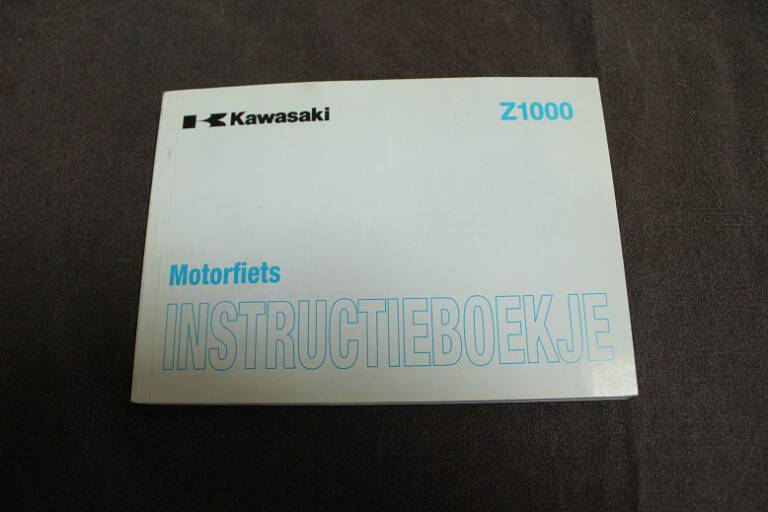 Kawasaki Z1000
Motorfiets
INSTRUCTIEBOEKJE